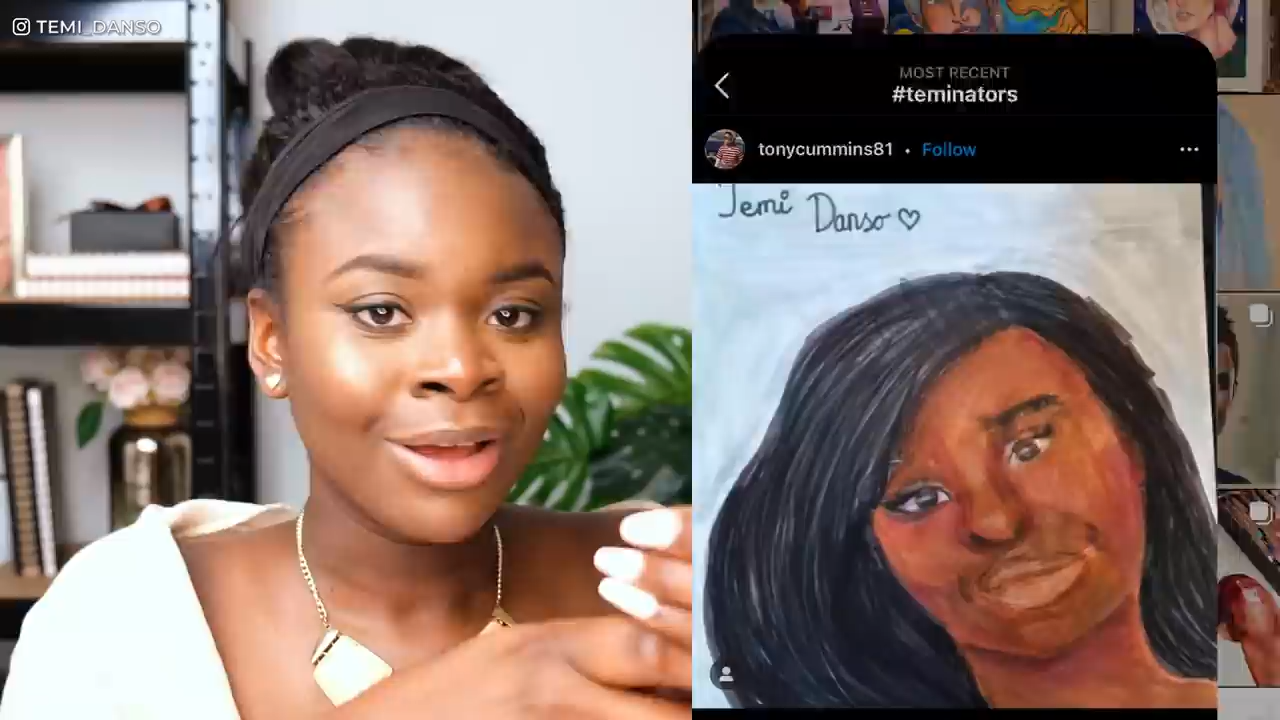 TEMI_DANSO
MOST RECENT
#teminators
tonycummins81 • Follow
Temi Danso ♡